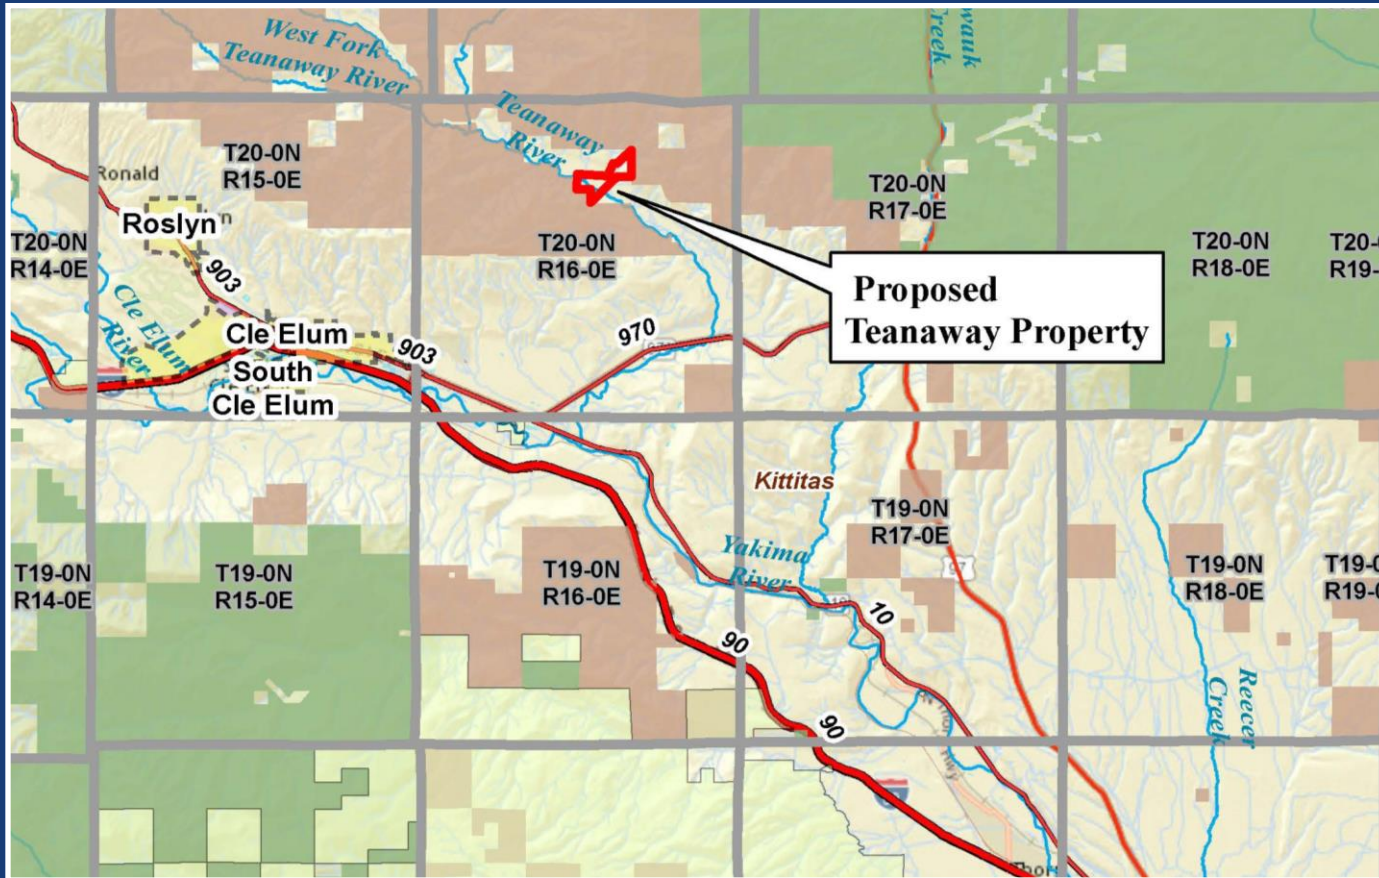 West Fork
Teanaway River
Creek
Teanaway
River
T20-0N
R15-0E
Ronald
Roslyn
T20-0N
R14-0E
903
Cle Elum
River
Cle Elum
903
South
Cle Elum
T20-0N
R16-0E
970
T20-0N
R17-0E
Proposed
Teanaway Property
T20-0N
R18-0E
Kittitas
T19-0N
R14-0E
T19-0N
R15-0E
T19-0N
R16-0E
Yakima
River
T19-0N
R17-0E
T19-0N
R18-0E
10
90
90
Reecer
Creek